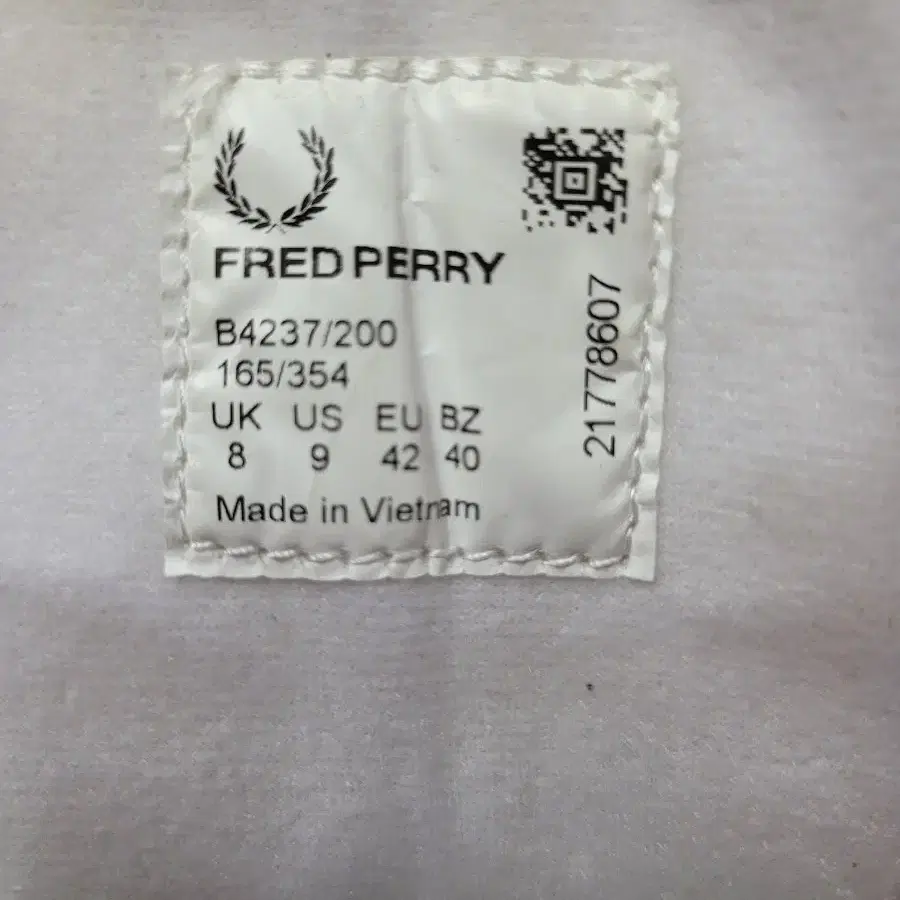 FRED PERRY
B4237/200
165/354
UK US EU BZ
8 9 42 40
Made in Vietnam
21778607